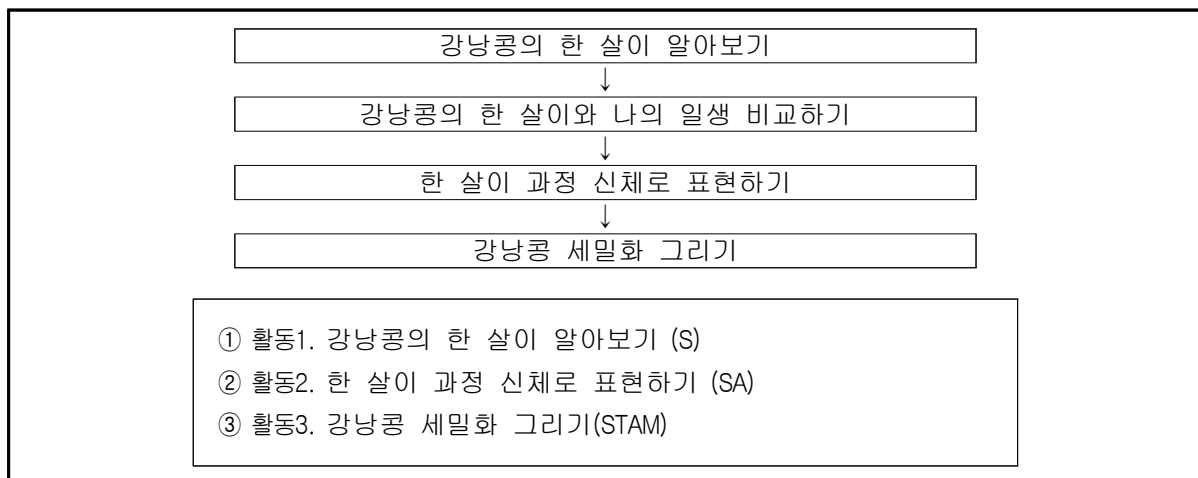 강낭콩의 한 살이 알아보기
↓
강낭콩의 한 살이와 나의 일생 비교하기
↓
한 살이 과정 신체로 표현하기
↓
강낭콩 세밀화 그리기
① 활동1. 강낭콩의 한 살이 알아보기 (S)
② 활동2. 한 살이 과정 신체로 표현하기 (SA)
③ 활동3. 강낭콩 세밀화 그리기(STAM)